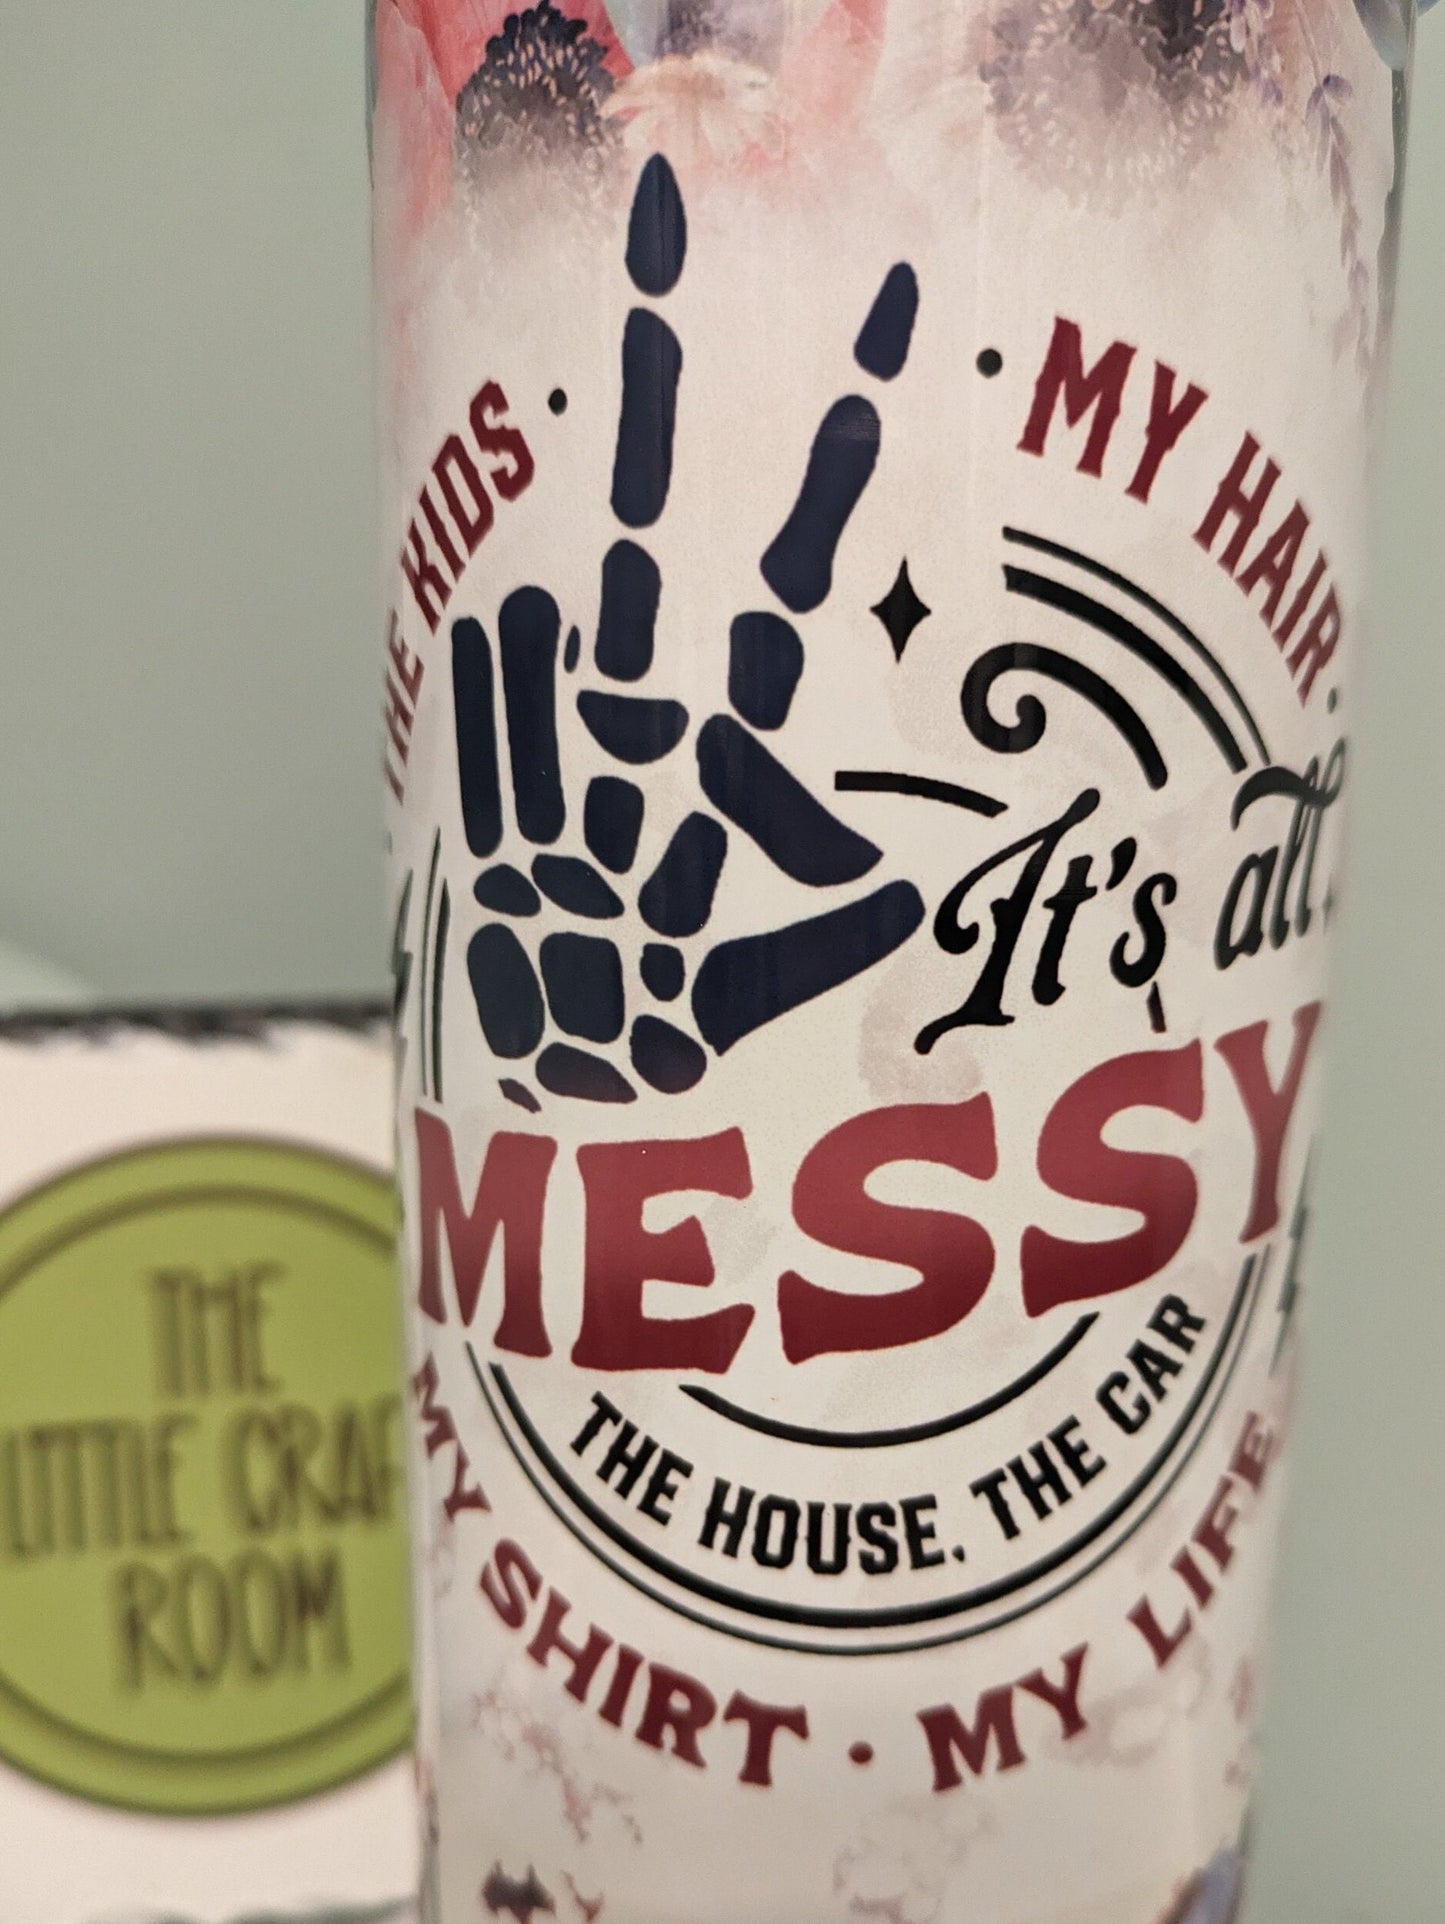 THE KIDS •
• MY HAIR •
It's all
MESSY
THE HOUSE. THE CAR
MY SHIRT • MY LIFE
THE
LITTLE CRAFT
ROOM